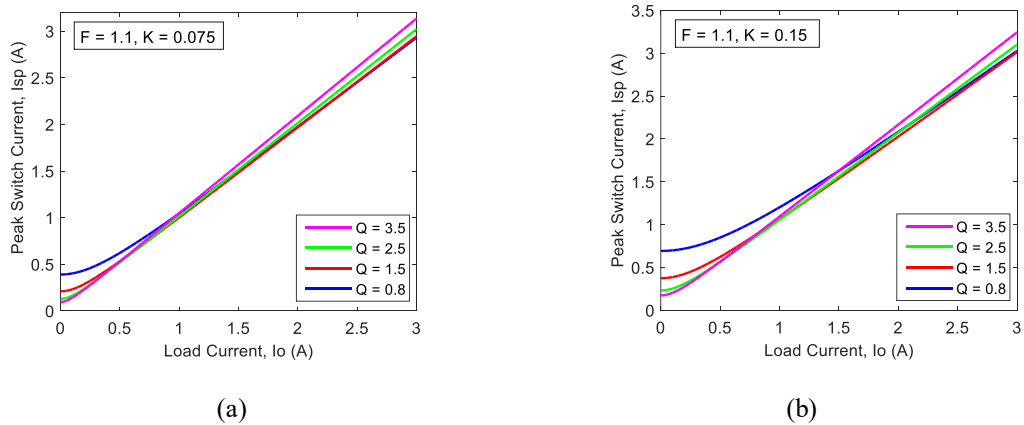 F = 1.1, K = 0.075
Peak Switch Current, Isp (A)
3
2.5
2
1.5
1
0.5
0
Q = 3.5
Q = 2.5
Q = 1.5
Q = 0.8
0 0.5 1 1.5 2 2.5 3
Load Current, Io (A)
(a)
F = 1.1, K = 0.15
Peak Switch Current, Isp (A)
3.5
3
2.5
2
1.5
1
0.5
0
Q = 3.5
Q = 2.5
Q = 1.5
Q = 0.8
0 0.5 1 1.5 2 2.5 3
Load Current, Io (A)
(b)